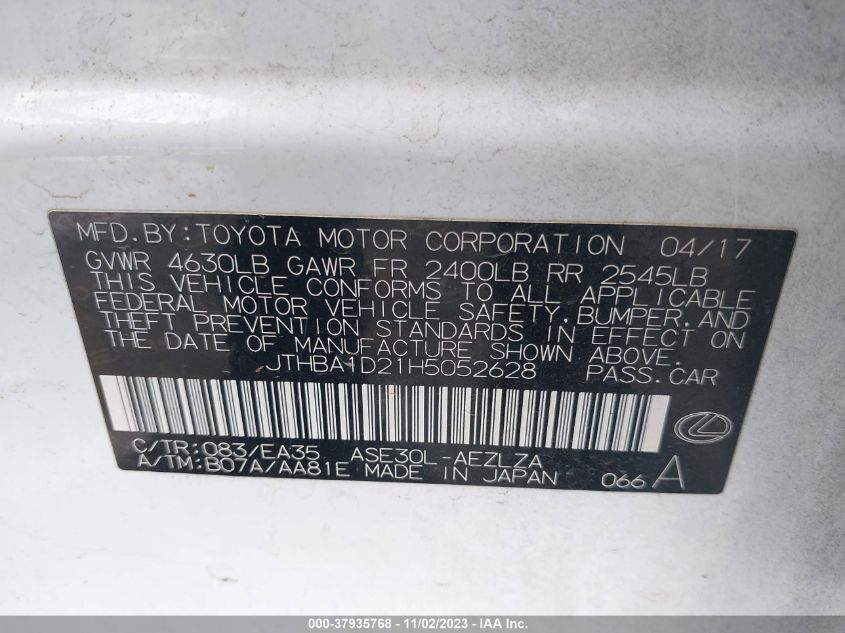 MFD.BY:TOYOTA MOTOR CORPORATION 04/17
GVWR 4630LB GAWR FR 2400LB RR 2545LB
THIS VEHICLE CONFORMS TO ALL APPLICABLE
FEDERAL MOTOR VEHICLE SAFETY,BUMPER,AND
THEFT PREVENTION STANDARDS IN EFFECT ON
THE DATE OF MANUFACTURE SHOWN ABOVE.
JTHBA1D21H5052628 PASS.CAR
C/TR:083/EA35 ASE30L-AEZLZA
A/TM:B07A/AA81E MADE IN JAPAN 066 A
000-37935768 - 11/02/2023 - IAA Inc.